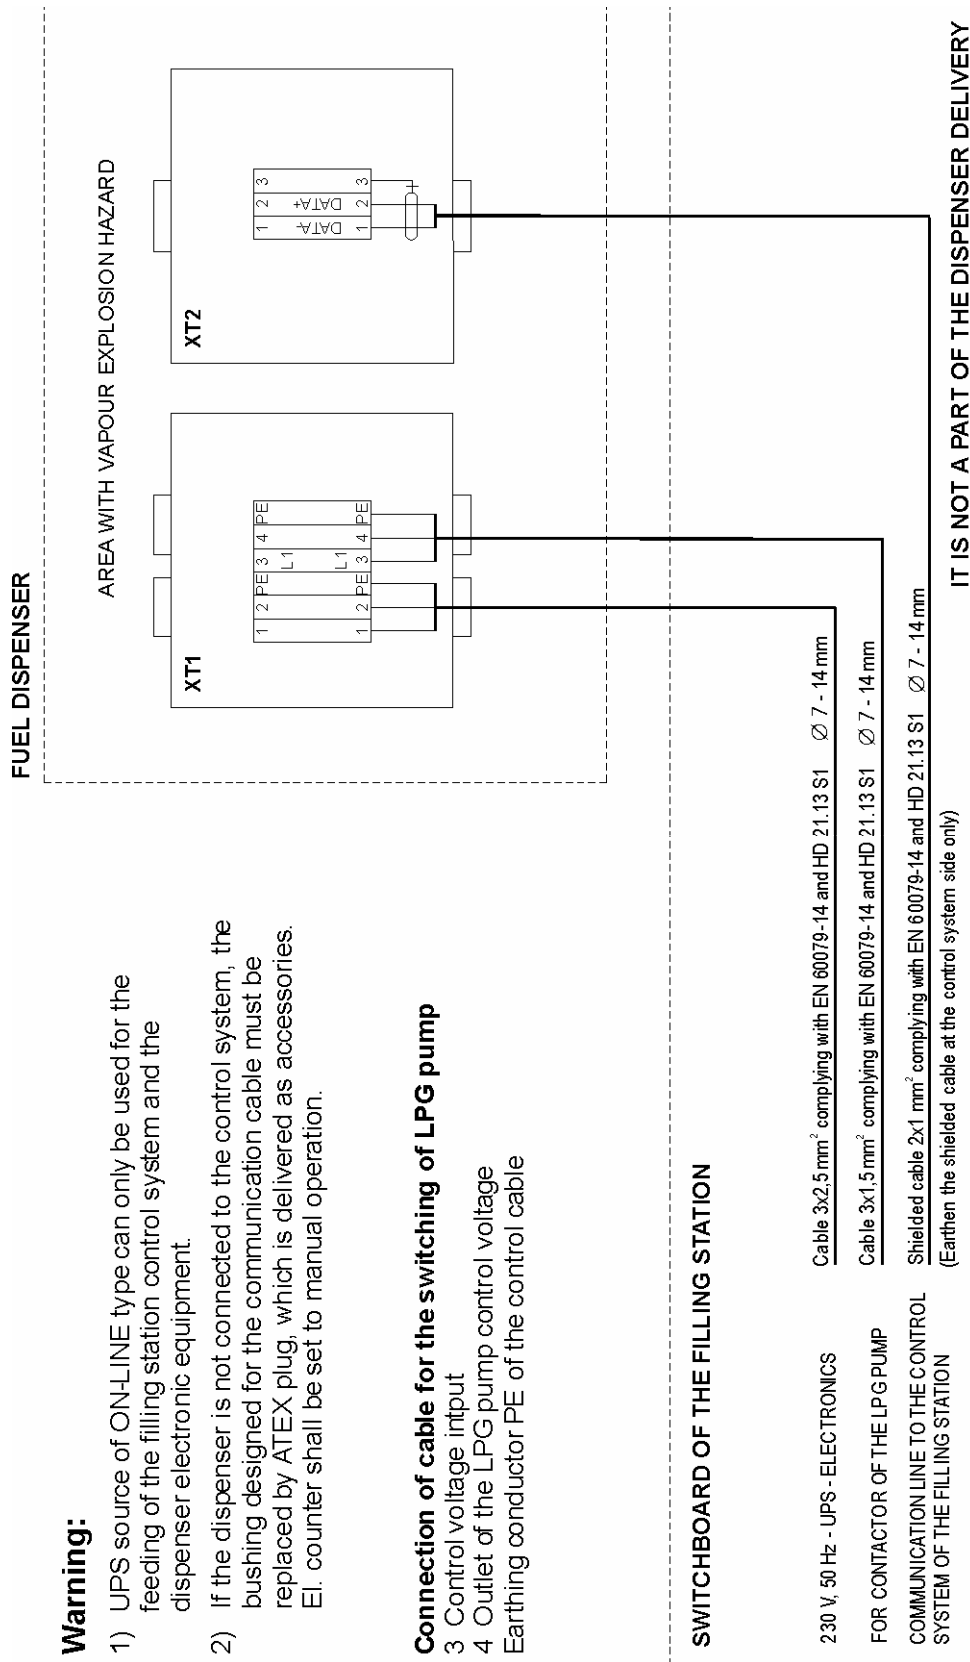 FUEL DISPENSER
AREA WITH VAPOUR EXPLOSION HAZARD
Warning:
1) UPS source of ON-LINE type can only be used for the
feeding of the filling station control system and the
dispenser electronic equipment.
2) If the dispenser is not connected to the control system, the
bushing designed for the communication cable must be
replaced by ATEX plug, which is delivered as accessories.
El. counter shall be set to manual operation.
Connection of cable for the switching of LPG pump
3 Control voltage intput
4 Outlet of the LPG pump control voltage
Earthing conductor PE of the control cable
XT1
1 2 PE 3 4 PE
L1
L1
1 2 PE 3 4 PE
XT2
1 2 3
DATA- DATA+
1 2 3
SWITCHBOARD OF THE FILLING STATION
230 V, 50 Hz - UPS - ELECTRONICS
Cable 3x2,5 mm² complying with EN 60079-14 and HD 21.13 S1 ∅ 7 - 14 mm
FOR CONTACTOR OF THE LPG PUMP
Cable 3x1,5 mm² complying with EN 60079-14 and HD 21.13 S1 ∅ 7 - 14 mm
COMMUNICATION LINE TO THE CONTROL
SYSTEM OF THE FILLING STATION
Shielded cable 2x1 mm² complying with EN 60079-14 and HD 21.13 S1 ∅ 7 - 14 mm
(Earthen the shielded cable at the control system side only)
IT IS NOT A PART OF THE DISPENSER DELIVERY